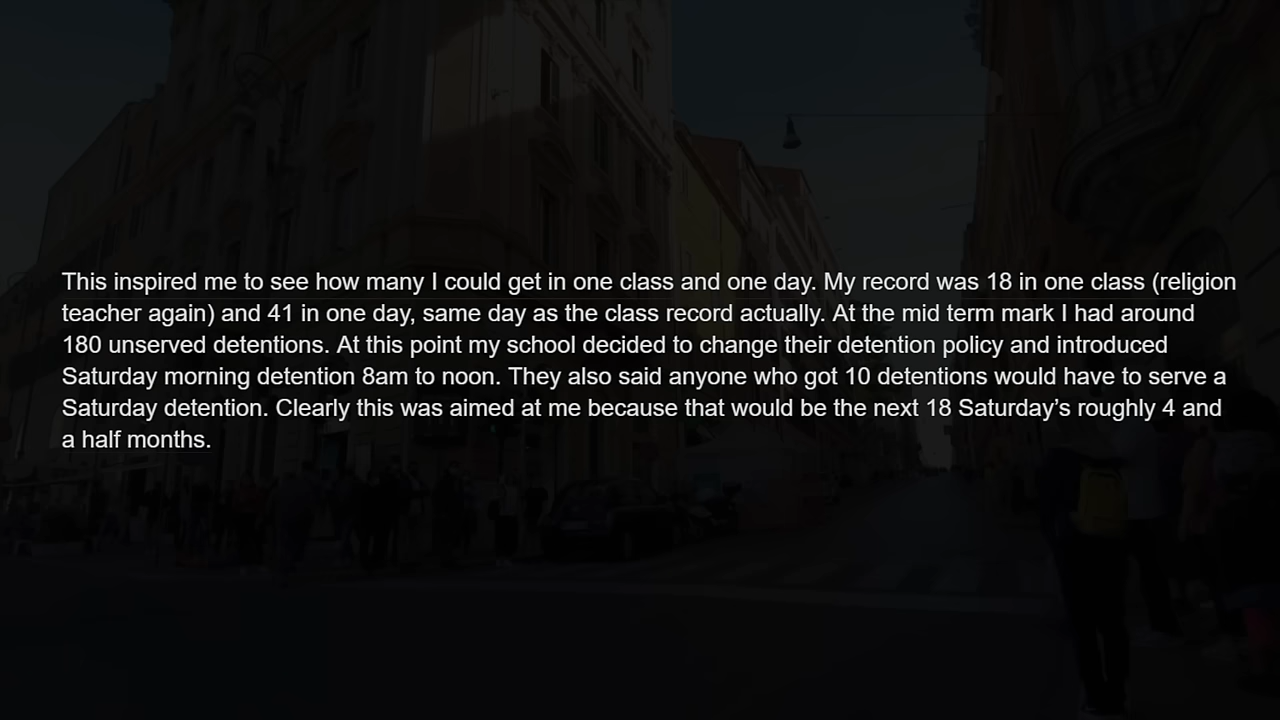 This inspired me to see how many I could get in one class and one day. My record was 18 in one class (religion
teacher again) and 41 in one day, same day as the class record actually. At the mid term mark I had around
180 unserved detentions. At this point my school decided to change their detention policy and introduced
Saturday morning detention 8am to noon. They also said anyone who got 10 detentions would have to serve a
Saturday detention. Clearly this was aimed at me because that would be the next 18 Saturday’s roughly 4 and
a half months.